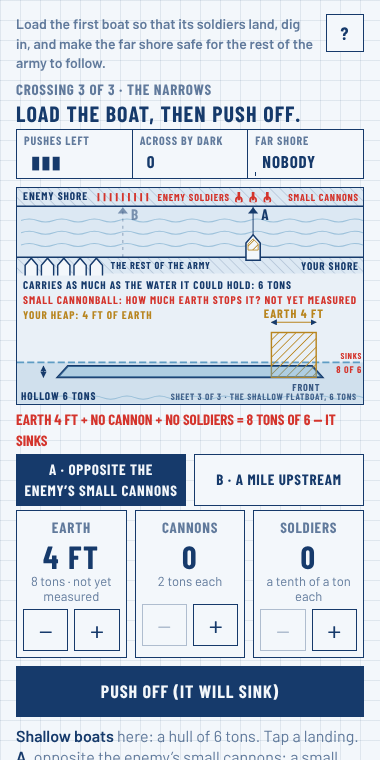 Load the first boat so that its soldiers land, dig
in, and make the far shore safe for the rest of the
army to follow.
?
CROSSING 3 OF 3 · THE NARROWS
LOAD THE BOAT, THEN PUSH OFF.
PUSHES LEFT
ACROSS BY DARK
0
FAR SHORE
NOBODY
ENEMY SHORE
ENEMY SOLDIERS
SMALL CANNONS
B
A
THE REST OF THE ARMY
YOUR SHORE
CARRIES AS MUCH AS THE WATER IT COULD HOLD: 6 TONS
SMALL CANNONBALL: HOW MUCH EARTH STOPS IT? NOT YET MEASURED
YOUR HEAP: 4 FT OF EARTH
EARTH 4 FT
SINKS
8 OF 6
FRONT
HOLLOW 6 TONS
SHEET 3 OF 3 · THE SHALLOW FLATBOAT, 6 TONS
EARTH 4 FT + NO CANNON + NO SOLDIERS = 8 TONS OF 6 – IT
SINKS
A · OPPOSITE THE
ENEMY'S SMALL CANNONS
B · A MILE UPSTREAM
EARTH
4 FT
8 tons · not yet
measured
− +
CANNONS
0
2 tons each
− +
SOLDIERS
0
a tenth of a ton
each
− +
PUSH OFF (IT WILL SINK)
Shallow boats here: a hull of 6 tons. Tap a landing.
A, opposite the enemy's small cannons: a small